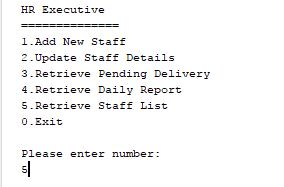 HR Executive
==============
1.Add New Staff
2.Update Staff Details
3.Retrieve Pending Delivery
4.Retrieve Daily Report
5.Retrieve Staff List
0.Exit
Please enter number:
5